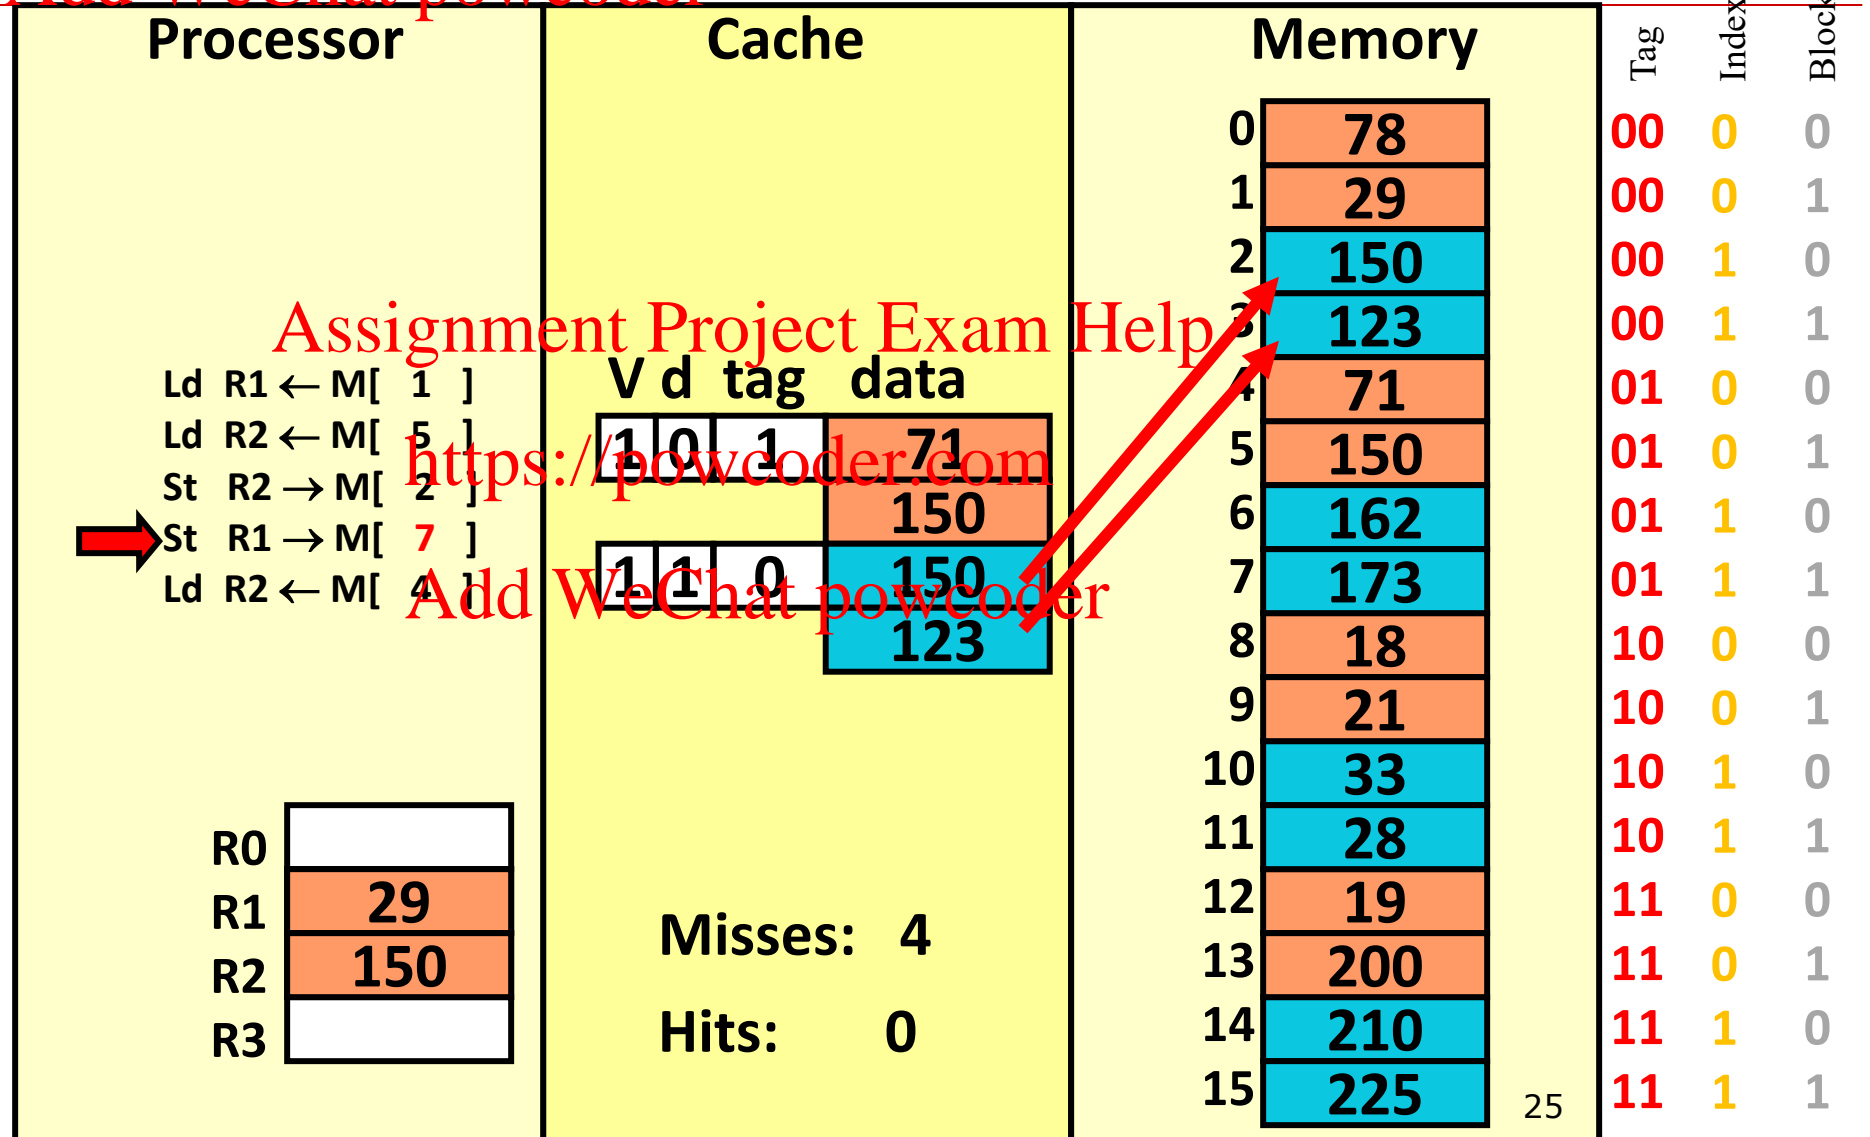 Add WeChat powcoder
Processor
Cache
Memory
Tag
Index
Block
0 78 00 0 0
1 29 00 0 1
2 150 00 1 0
3 123 00 1 1
4 71 01 0 0
5 150 01 0 1
6 162 01 1 0
7 173 01 1 1
8 18 10 0 0
9 21 10 0 1
10 33 10 1 0
11 28 10 1 1
12 19 11 0 0
13 200 11 0 1
14 210 11 1 0
15 225 11 1 1
Assignment Project Exam Help
https://powcoder.com
Add WeChat powcoder
Ld R1 ← M[ 1 ]
Ld R2 ← M[ 5 ]
St R2 → M[ 2 ]
St R1 → M[ 7 ]
Ld R2 ← M[ 4 ]
V d tag data
1 0 1 71
150
1 1 0 150
123
R0
R1 29
R2 150
R3
Misses: 4
Hits: 0
25